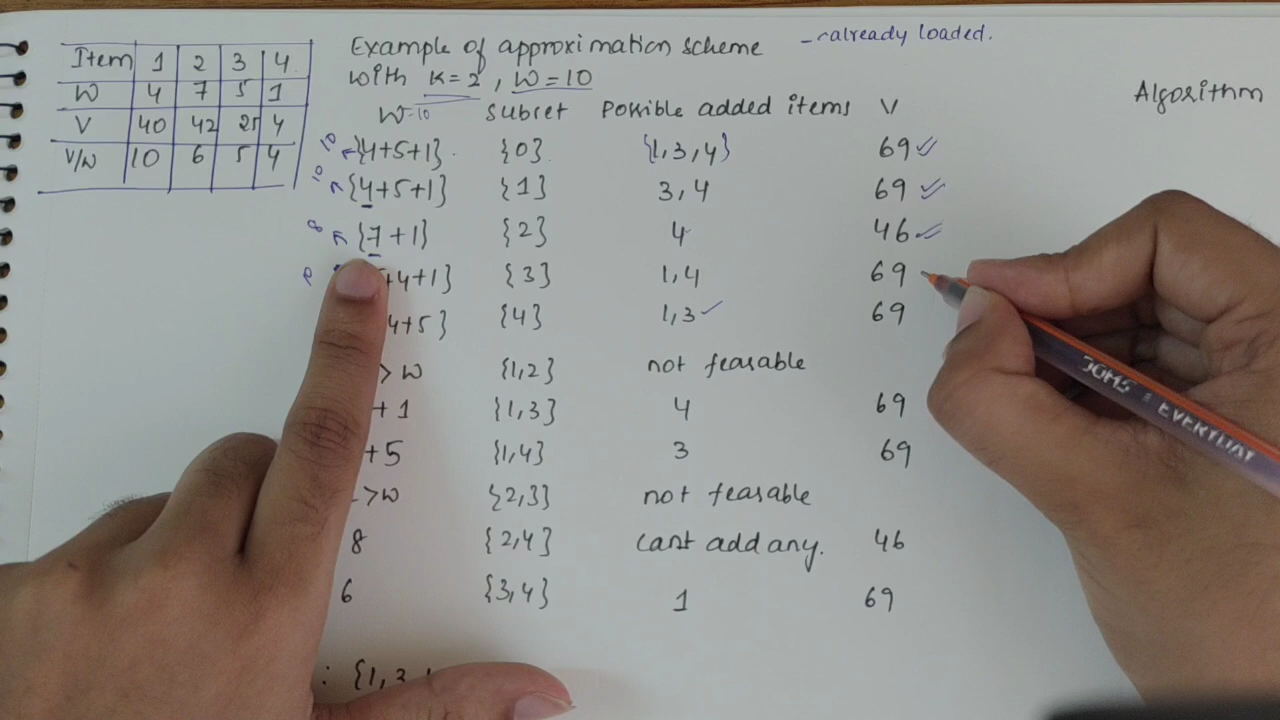 Item 1 2 3 4
W 4 7 5 1
V 40 42 25 4
V/W 10 6 5 4
Example of approximation scheme
with K=2, W=10
- already loaded.
Algorithm
W=10 subset possible added items V
10 {4+5+1}. {0} {1,3,4} 69
10 {4+5+1} {1} 3,4 69
8 {7+1} {2} 4 46
+4+1} {3} 1,4 69
4+5} {4} 1,3 69
> W {1,2} not feasable
+ 1 {1,3} 4 69
+5 {1,4} 3 69
>W {2,3} not feasable
8 {2,4} cant add any. 46
6 {3,4} 1 69
: {1,3
DOMS EVERYDAY